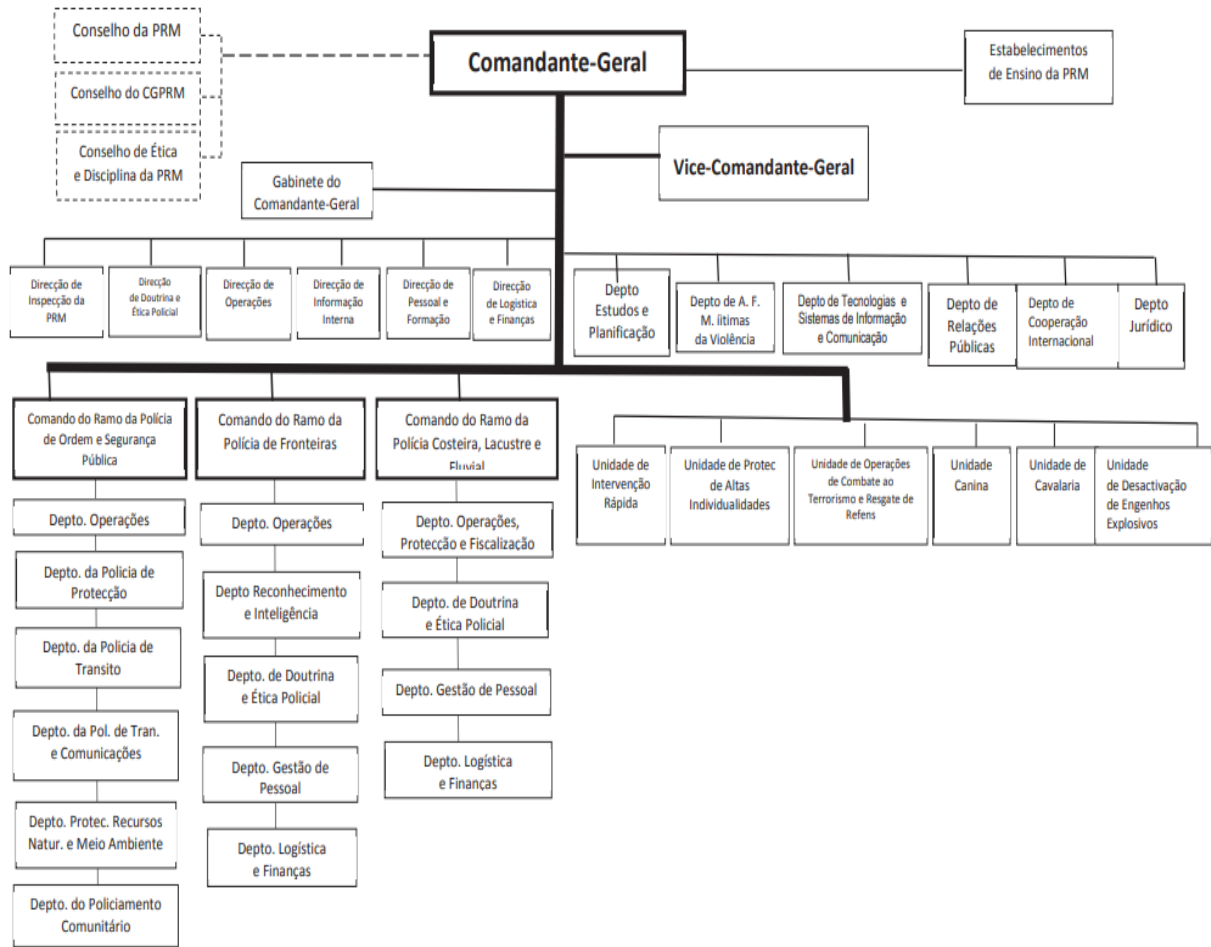 Conselho da PRM
Comandante-Geral
Estabelecimentos
de Ensino da PRM
Conselho do CGPRM
Conselho de Ética
e Disciplina da PRM
Vice-Comandante-Geral
Gabinete do
Comandante-Geral
Direcção de
Inspecção da
PRM
Direcção
de Doutrina e
Ética Policial
Direcção de
Operações
Direcção de
Informação
Interna
Direcção de
Pessoal e
Formação
Direcção
de Logistica
e Finanças
Depto
Estudos e
Planificação
Depto de A. F.
M. iitimas
da Violência
Depto de Tecnologias e
Sistemas de Informação
e Comunicação
Depto de
Relações
Públicas
Depto de
Cooperação
Internacional
Depto
Jurídico
Comando do Ramo da Polícia
de Ordem e Segurança
Pública
Comando do Ramo da
Polícia de Fronteiras
Comando do Ramo da
Polícia Costeira, Lacustre e
Fluvial
Unidade de
Intervenção
Rápida
Unidade de Protec
de Altas
Individualidades
Unidade de Operações
de Combate ao
Terrorismo e Resgate de
Refens
Unidade
Canina
Unidade de
Cavalaria
Unidade
de Desactivação
de Engenhos
Explosivos
Depto. Operações
Depto. da Policia de
Protecção
Depto. da Policia de
Transito
Depto. da Pol. de Tran.
e Comunicações
Depto. Protec. Recursos
Natur. e Meio Ambiente
Depto. do Policiamento
Comunitário
Depto. Operações
Depto Reconhecimento
e Inteligência
Depto. de Doutrina
e Ética Policial
Depto. Gestão de
Pessoal
Depto. Logística
e Finanças
Depto. Operações,
Protecção e Fiscalização
Depto. de Doutrina
e Ética Policial
Depto. Gestão de Pessoal
Depto. Logística
e Finanças